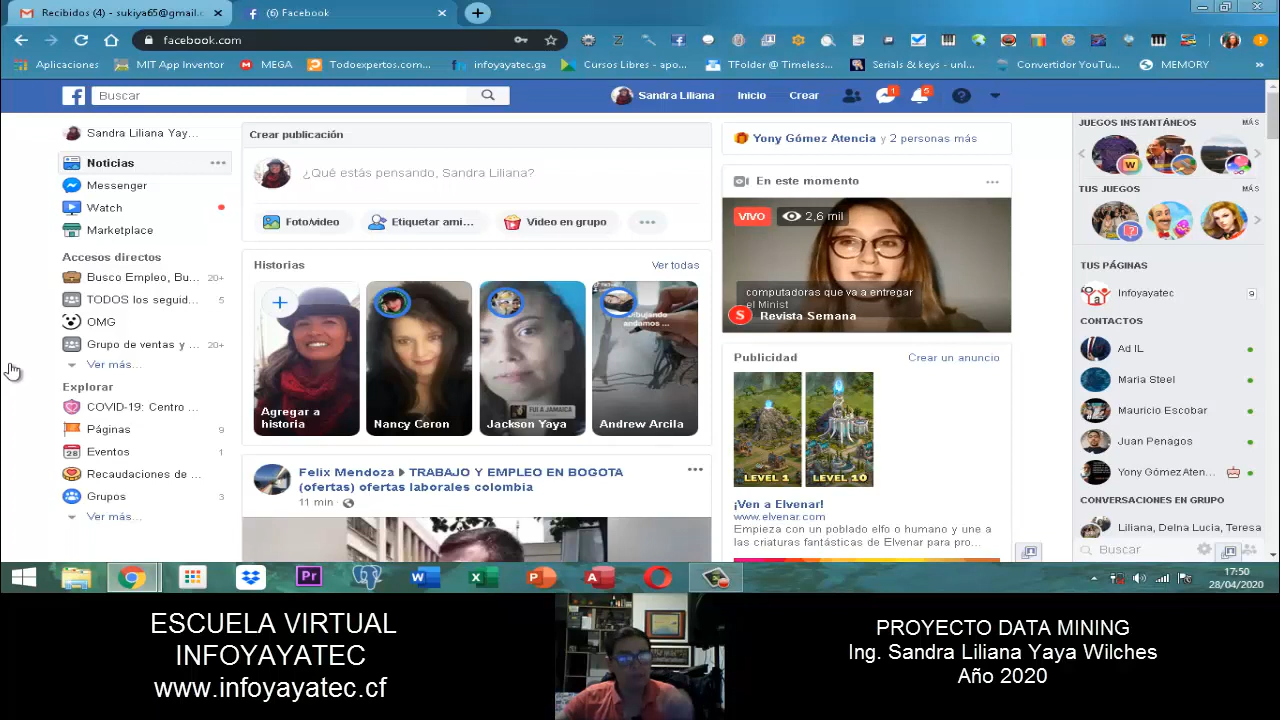 Recibidos (4) - sukiya65@gmail.c
(6) Facebook
facebook.com
Aplicaciones
MIT App Inventor
MEGA
Todoexpertos.com...
infoyayatec.ga
Cursos Libres - apo...
TFolder @ Timeless...
Serials & keys - unl...
Convertidor YouTu...
MEMORY
»
Buscar
Sandra Liliana
Inicio
Crear
1
5
Sandra Liliana Yay...
Noticias
Messenger
Watch
Marketplace
Accesos directos
Busco Empleo, Bu... 20+
TODOS los seguid... 5
OMG
Grupo de ventas y ... 20+
Ver más...
Explorar
COVID-19: Centro ...
Páginas 9
Eventos 1
Recaudaciones de ...
Grupos 3
Ver más...
Crear publicación
¿Qué estás pensando, Sandra Liliana?
Foto/video
Etiquetar ami...
Video en grupo
Historias
Ver todas
Agregar a
historia
Nancy Ceron
FUI A JAMAICA
Jackson Yaya
Dibujando
andamos ...
Andrew Arcila
Felix Mendoza ▸ TRABAJO Y EMPLEO EN BOGOTA
(ofertas) ofertas laborales colombia
11 min
Yony Gómez Atencia y 2 personas más
En este momento
VIVO
2,6 mil
computadoras que va a entregar
el Minist
S
Revista Semana
Publicidad
Crear un anuncio
LEVEL 1
LEVEL 10
¡Ven a Elvenar!
www.elvenar.com
Empieza con un poblado elfo o humano y une a
las criaturas fantásticas de Elvenar para pro...
JUEGOS INSTANTÁNEOS
MÁS
W
TUS JUEGOS
MÁS
TUS PÁGINAS
Infoyayatec
9
CONTACTOS
Ad IL
Maria Steel
Mauricio Escobar
Juan Penagos
Yony Gómez Aten...
CONVERSACIONES EN GRUPO
Liliana, Delna Lucia, Teresa
Buscar
Pr
17:50
28/04/2020
ESCUELA VIRTUAL
INFOYAYATEC
www.infoyayatec.cf
PROYECTO DATA MINING
Ing. Sandra Liliana Yaya Wilches
Año 2020